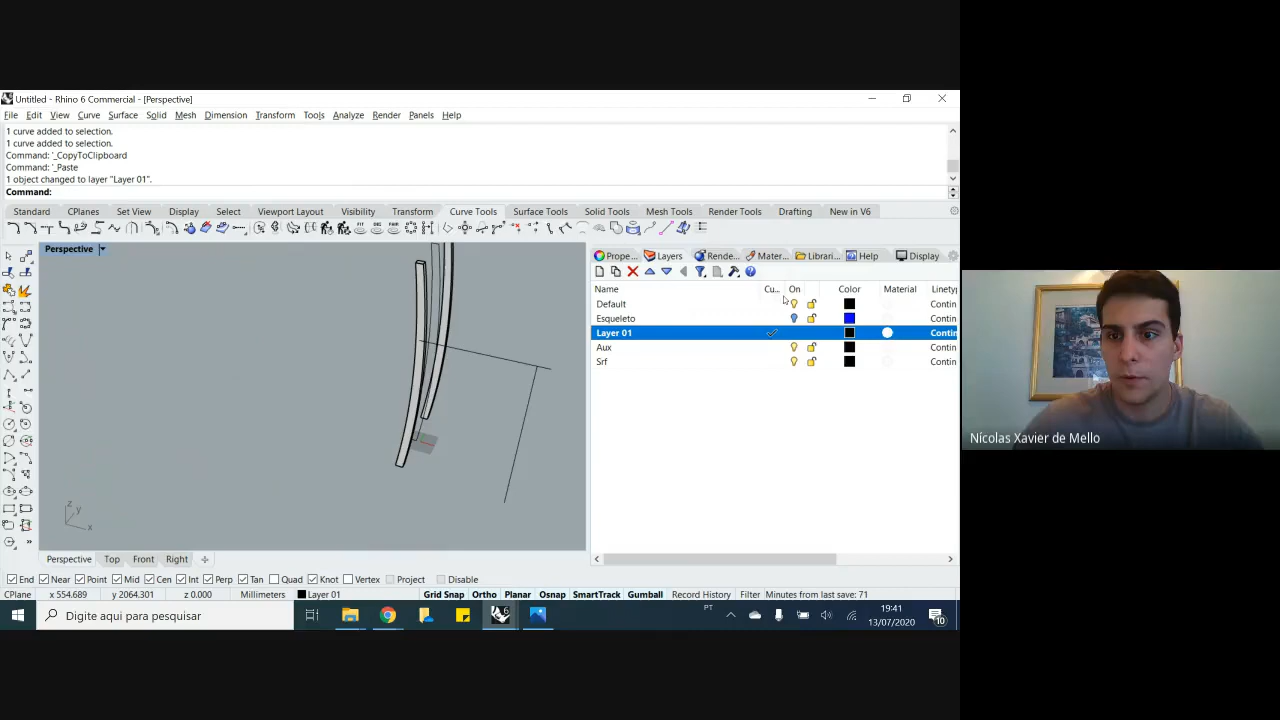 Untitled - Rhino 6 Commercial - [Perspective]
File Edit View Curve Surface Solid Mesh Dimension Transform Tools Analyze Render Panels Help
1 curve added to selection.
1 curve added to selection.
Command: '_CopyToClipboard
Command: '_Paste
1 object changed to layer "Layer 01".
Command:
Standard CPlanes Set View Display Select Viewport Layout Visibility Transform Curve Tools Surface Tools Solid Tools Mesh Tools Render Tools Drafting New in V6
Perspective
Prope... Layers Rende... Mater... Librari... Help Display
Name Cu... On Color Material Linety
Default Contin
Esqueleto Contin
Layer 01 Contin
Aux Contin
Srf Contin
z
y
x
Nícolas Xavier de Mello
Perspective Top Front Right
End Near Point Mid Cen Int Perp Tan Quad Knot Vertex Project Disable
CPlane x 554.689 y 2064.301 z 0.000 Millimeters Layer 01 Grid Snap Ortho Planar Osnap SmartTrack Gumball Record History Filter Minutes from last save: 71
Digite aqui para pesquisar
PT
19:41
13/07/2020
10